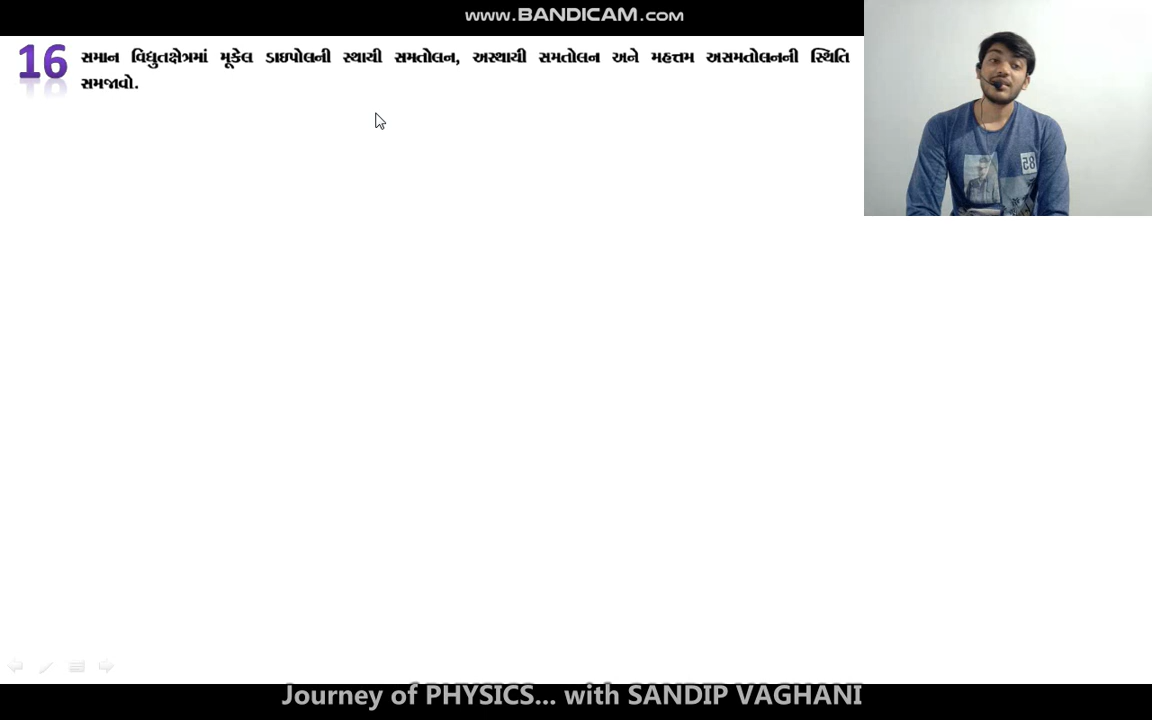 www.BANDICAM.com
16 સમાન વિધુતક્ષેત્રમાં મૂકેલ ડાઇપોલની સ્થાયી સમતોલન, અસ્થાયી સમતોલન અને મહત્તમ અસમતોલનની સ્થિતિ
સમજાવો.
85
Journey of PHYSICS... with SANDIP VAGHANI